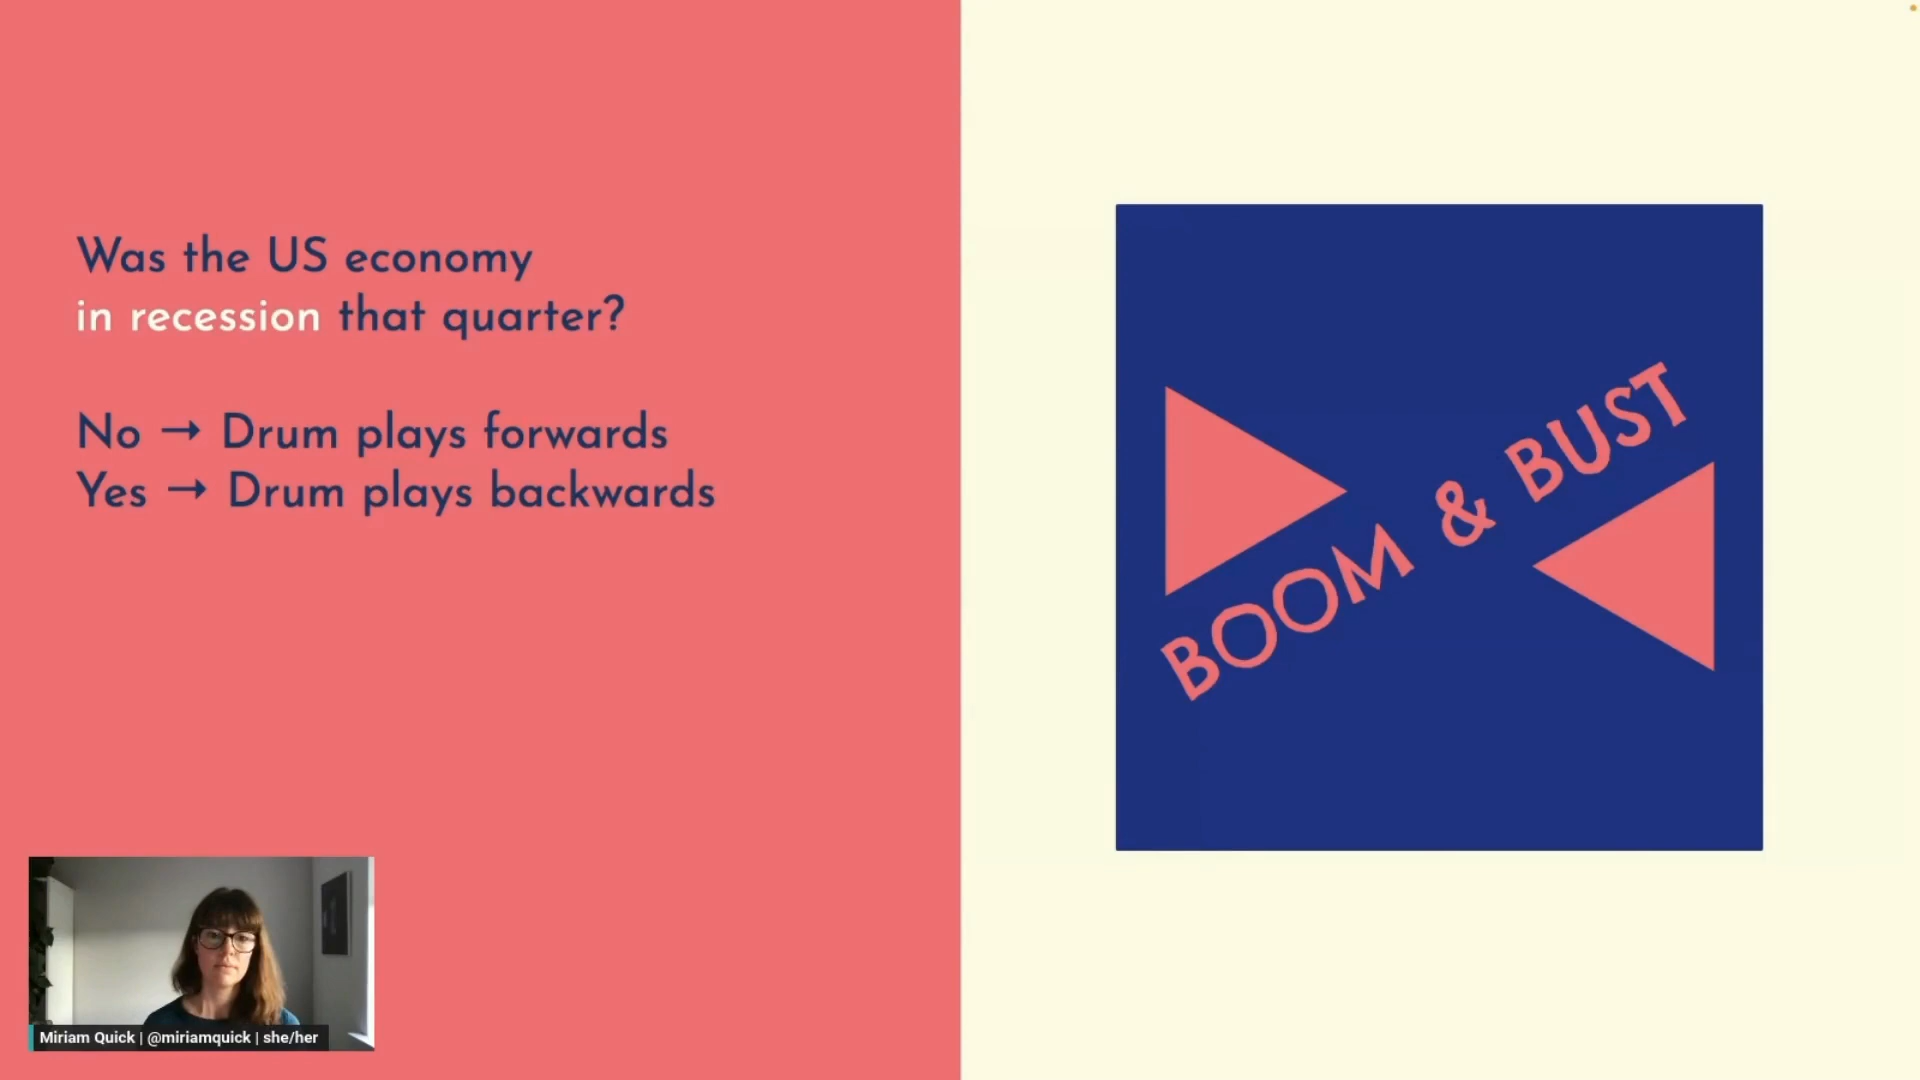 Was the US economy
in recession that quarter?
No → Drum plays forwards
Yes → Drum plays backwards
BOOM & BUST
Miriam Quick | @miriamquick | she/her